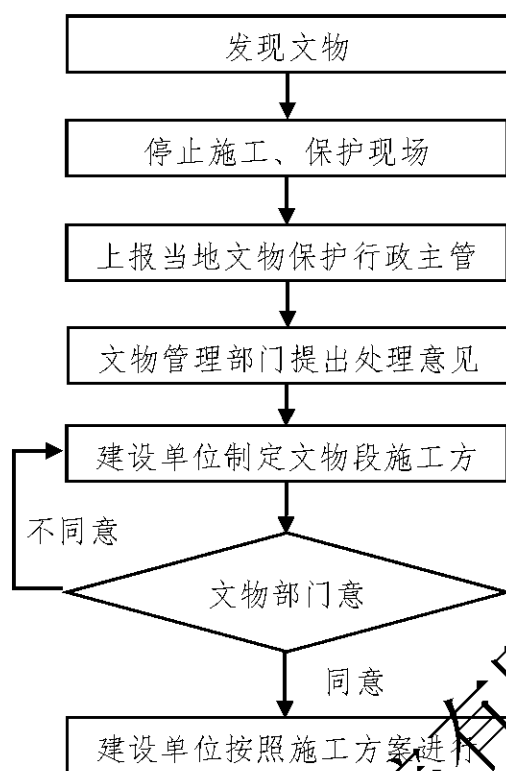 发现文物
停止施工、保护现场
上报当地文物保护行政主管
文物管理部门提出处理意见
建设单位制定文物段施工方
不同意
文物部门意
同意
建设单位按照施工方案进行